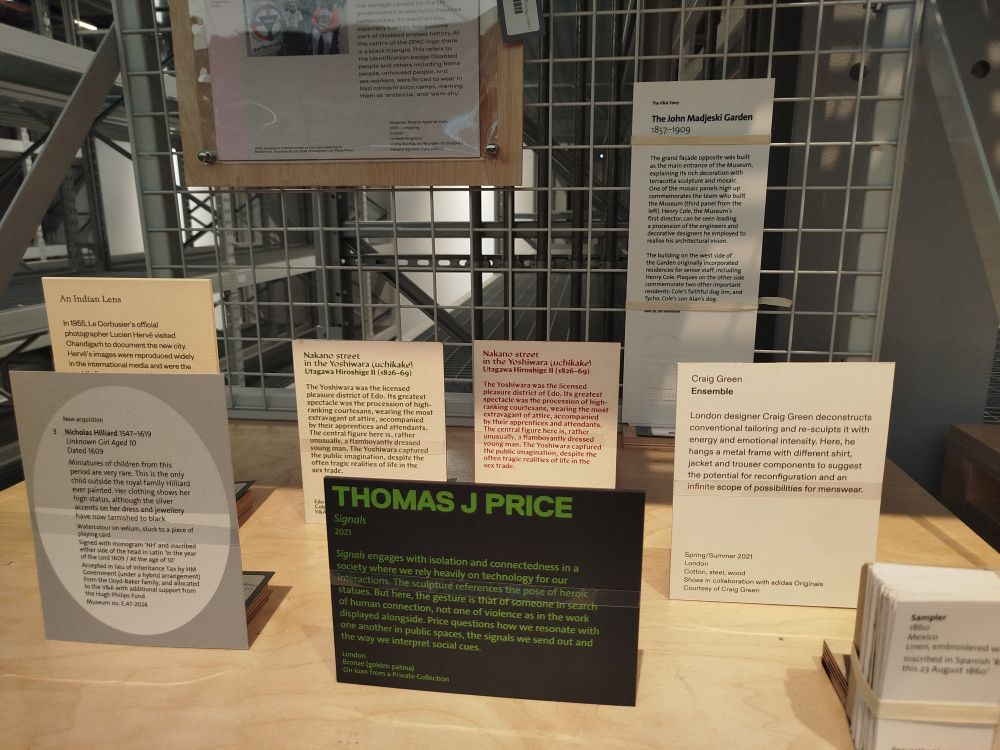 the damage caused by the UK
government's austerity to Disabled
communities. Its merchandise,
especially t-shirts, has become
part of disabled protest history. At
the centre of the DPAC logo there
is a black triangle. This refers to
the identification badge Disabled
people and others including Roma
people, unhoused people, and
sex-workers, were forced to wear in
Nazi concentration camps, marking
them as 'antisocial' and 'work-shy'.
Disabled People Against Cuts
2010 – ongoing
Cotton
United Kingdom
People Against Cuts (DPAC)
The V&A Story
The John Madjeski Garden
1857–1909
The grand façade opposite was built
as the main entrance of the Museum,
explaining its rich decoration with
terracotta sculpture and mosaic.
One of the mosaic panels high up
commemorates the team who built
the Museum (third panel from the
left). Henry Cole, the Museum's
first director, can be seen leading
a procession of the engineers and
decorative designers he employed to
realise his architectural vision.
The building on the west side of
the Garden originally incorporated
residences for senior staff, including
Henry Cole. Plaques on the other side
commemorate two other important
residents: Cole's faithful dog Jim, and
Tycho, Cole's son Alan's dog.
An Indian Lens
In 1955, Le Corbusier's official
photographer Lucien Hervé visited
Chandigarh to document the new city.
Hervé's images were reproduced widely
in the international media and were the
New acquisition
3 Nicholas Hilliard 1547–1619
Unknown Girl Aged 10
Dated 1609
Miniatures of children from this
period are very rare. This is the only
child outside the royal family Hilliard
ever painted. Her clothing shows her
high status, although the silver
accents on her dress and jewellery
have now tarnished to black.
Watercolour on vellum, stuck to a piece of
playing card
Signed with monogram 'NH' and inscribed
either side of the head in Latin 'In the year
of the Lord 1609 / At the age of 10'
Accepted in lieu of Inheritance Tax by HM
Government (under a hybrid arrangement)
from the Lloyd-Baker family, and allocated
to the V&A with additional support from
the Hugh Philips Fund
Museum no. E.47-2024
Nakano street
in the Yoshiwara (uchikake)
Utagawa Hiroshige II (1826–69)
The Yoshiwara was the licensed
pleasure district of Edo. Its greatest
spectacle was the procession of high-
ranking courtesans, wearing the most
extravagant of attire, accompanied
by their apprentices and attendants.
The central figure here is, rather
unusually, a flamboyantly dressed
young man. The Yoshiwara captured
the public imagination, despite the
often tragic realities of life in the
sex trade.
Edo
V&A
Nakano street
in the Yoshiwara (uchikake)
Utagawa Hiroshige II (1826–69)
The Yoshiwara was the licensed
pleasure district of Edo. Its greatest
spectacle was the procession of high-
ranking courtesans, wearing the most
extravagant of attire, accompanied
by their apprentices and attendants.
The central figure here is, rather
unusually, a flamboyantly dressed
young man. The Yoshiwara captured
the public imagination, despite the
often tragic realities of life in the
sex trade.
THOMAS J PRICE
Signals
2021
Signals engages with isolation and connectedness in a
society where we rely heavily on technology for our
interactions. The sculpture references the pose of heroic
statues. But here, the gesture is that of someone in search
of human connection, not one of violence as in the work
displayed alongside. Price questions how we resonate with
one another in public spaces, the signals we send out and
the way we interpret social cues.
London
Bronze (golden patina)
On loan from a Private Collection
Craig Green
Ensemble
London designer Craig Green deconstructs
conventional tailoring and re-sculpts it with
energy and emotional intensity. Here, he
hangs a metal frame with different shirt,
jacket and trouser components to suggest
the potential for reconfiguration and an
infinite scope of possibilities for menswear.
Spring/Summer 2021
London
Cotton, steel, wood
Shoes in collaboration with adidas Originals
Courtesy of Craig Green
Sampler
1860
Mexico
Linen, embroidered
Inscribed in Spanish
this 23 August 1860'